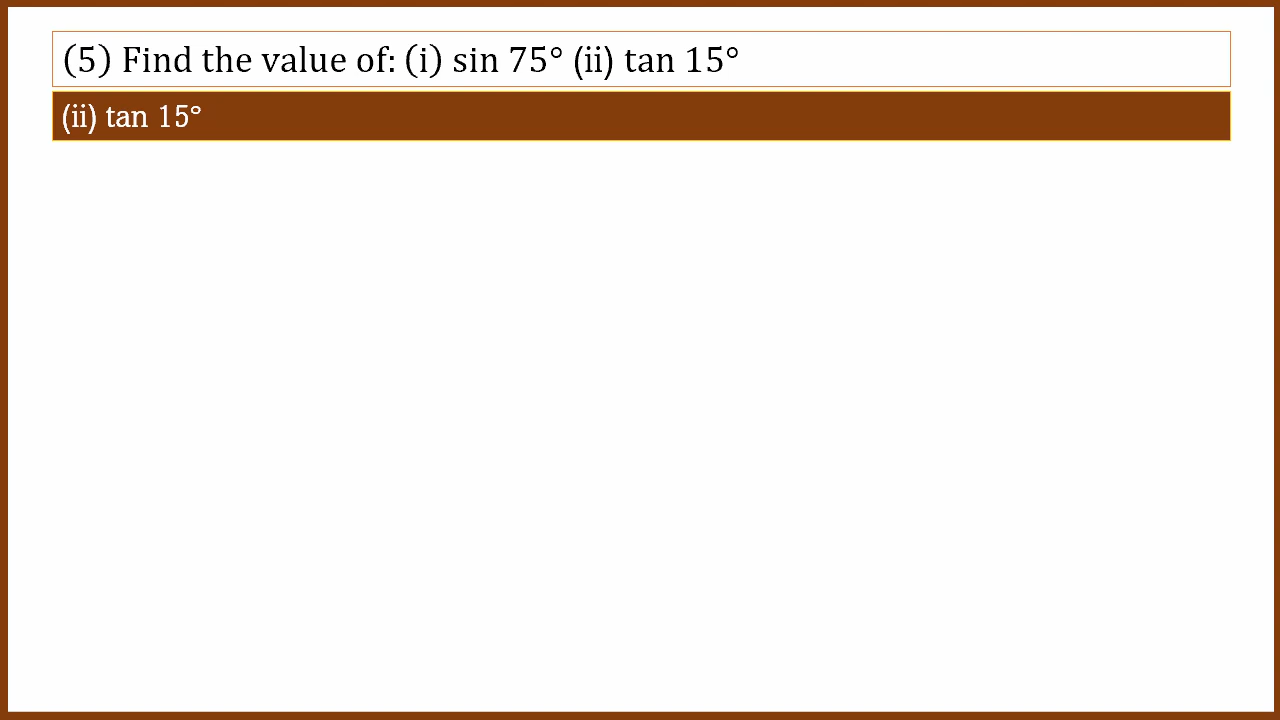 (5) Find the value of: (i) sin 75° (ii) tan 15°
(ii) tan 15°